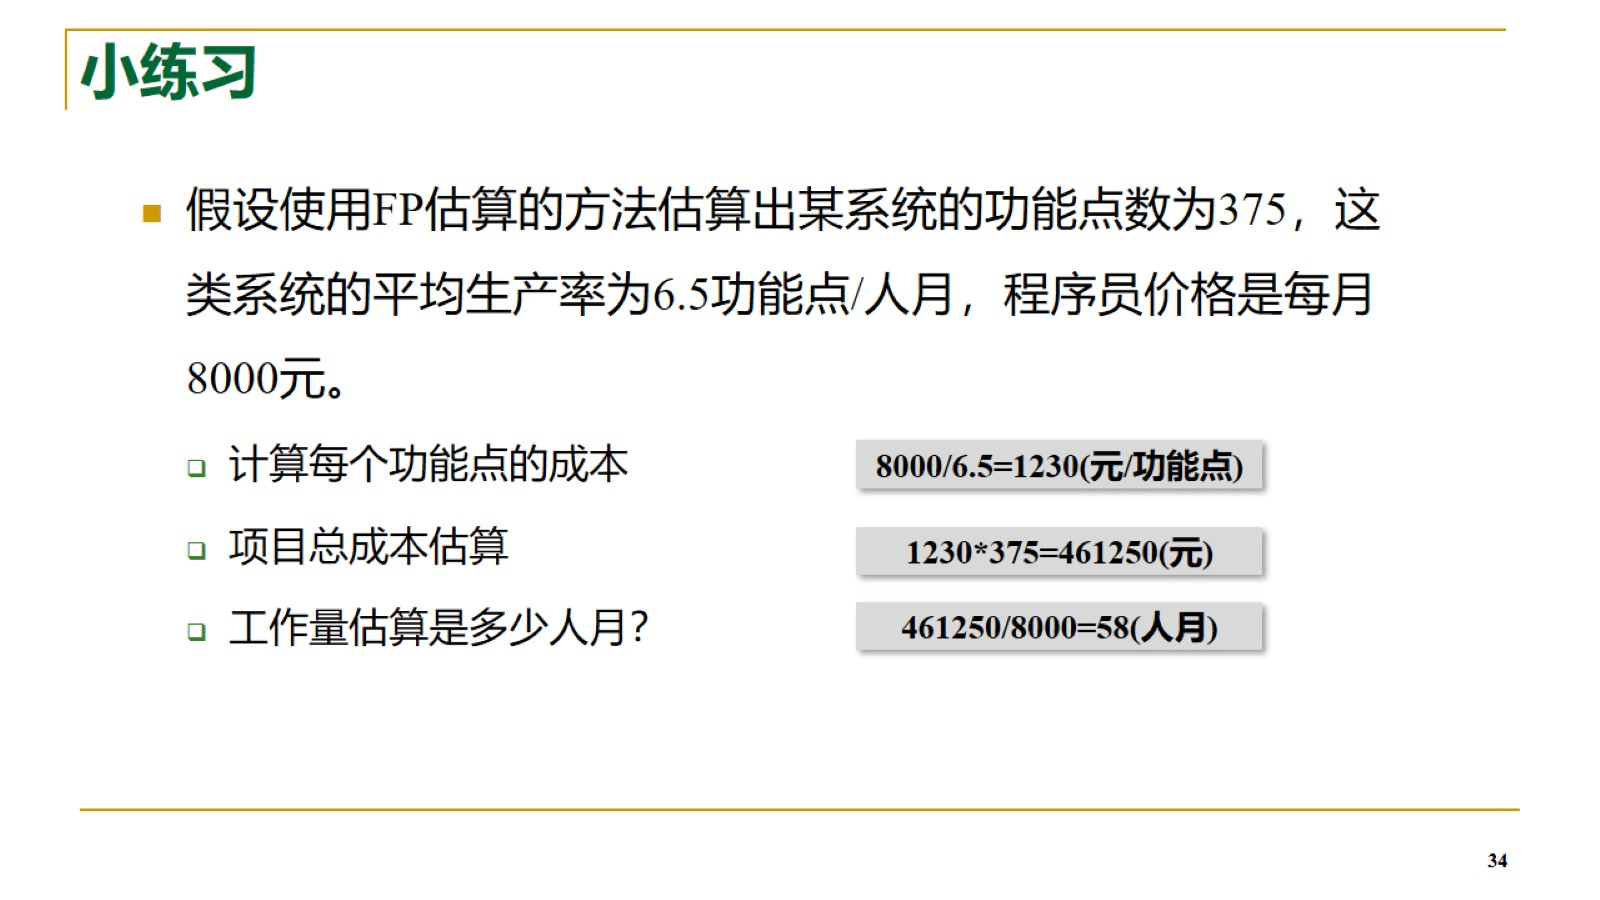 小练习
假设使用FP估算的方法估算出某系统的功能点数为375，这
类系统的平均生产率为6.5功能点/人月，程序员价格是每月
8000元。
计算每个功能点的成本
8000/6.5=1230(元/功能点)
项目总成本估算
1230*375=461250(元)
工作量估算是多少人月?
461250/8000=58(人月)
34